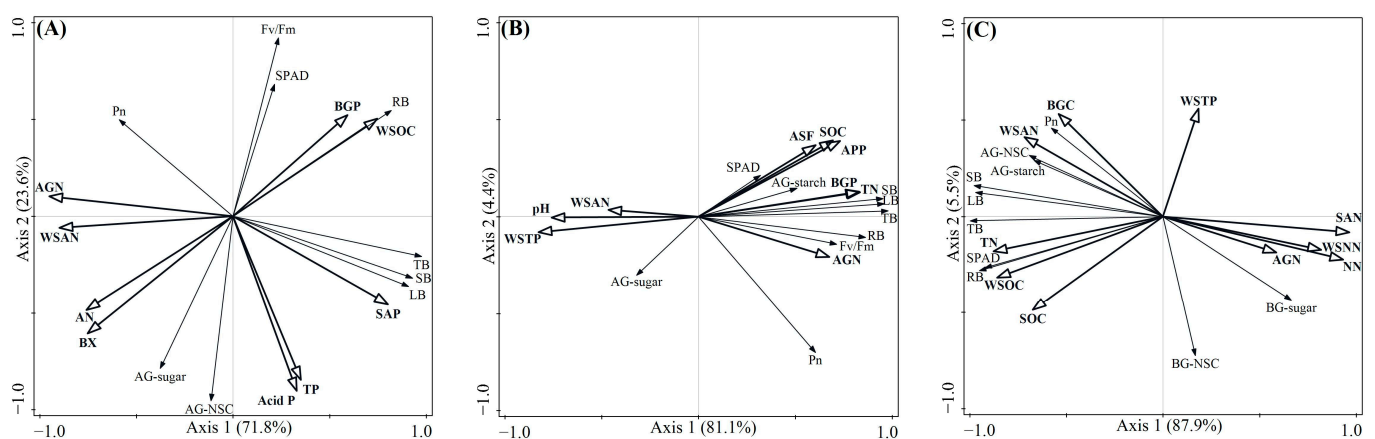 (A)
1.0
Axis 2 (23.6%)
−1.0
Fv/Fm
SPAD
Pn
BGP
RB
WSOC
AGN
WSAN
TB
SB
LB
SAP
AN
BX
AG-sugar
TP
Acid P
AG-NSC
−1.0
Axis 1 (71.8%)
1.0
(B)
1.0
Axis 2 (4.4%)
−1.0
ASF
SOC
APP
SPAD
AG-starch
BGP
TN
SB
LB
TB
WSAN
pH
WSTP
RB
Fv/Fm
AGN
AG-sugar
Pn
−1.0
Axis 1 (81.1%)
1.0
(C)
1.0
Axis 2 (5.5%)
−1.0
BGC
Pn
WSTP
WSAN
AG-NSC
AG-starch
SB
LB
TB
TN
SPAD
RB
WSOC
SOC
SAN
WSNN
NN
AGN
BG-sugar
BG-NSC
−1.0
Axis 1 (87.9%)
1.0